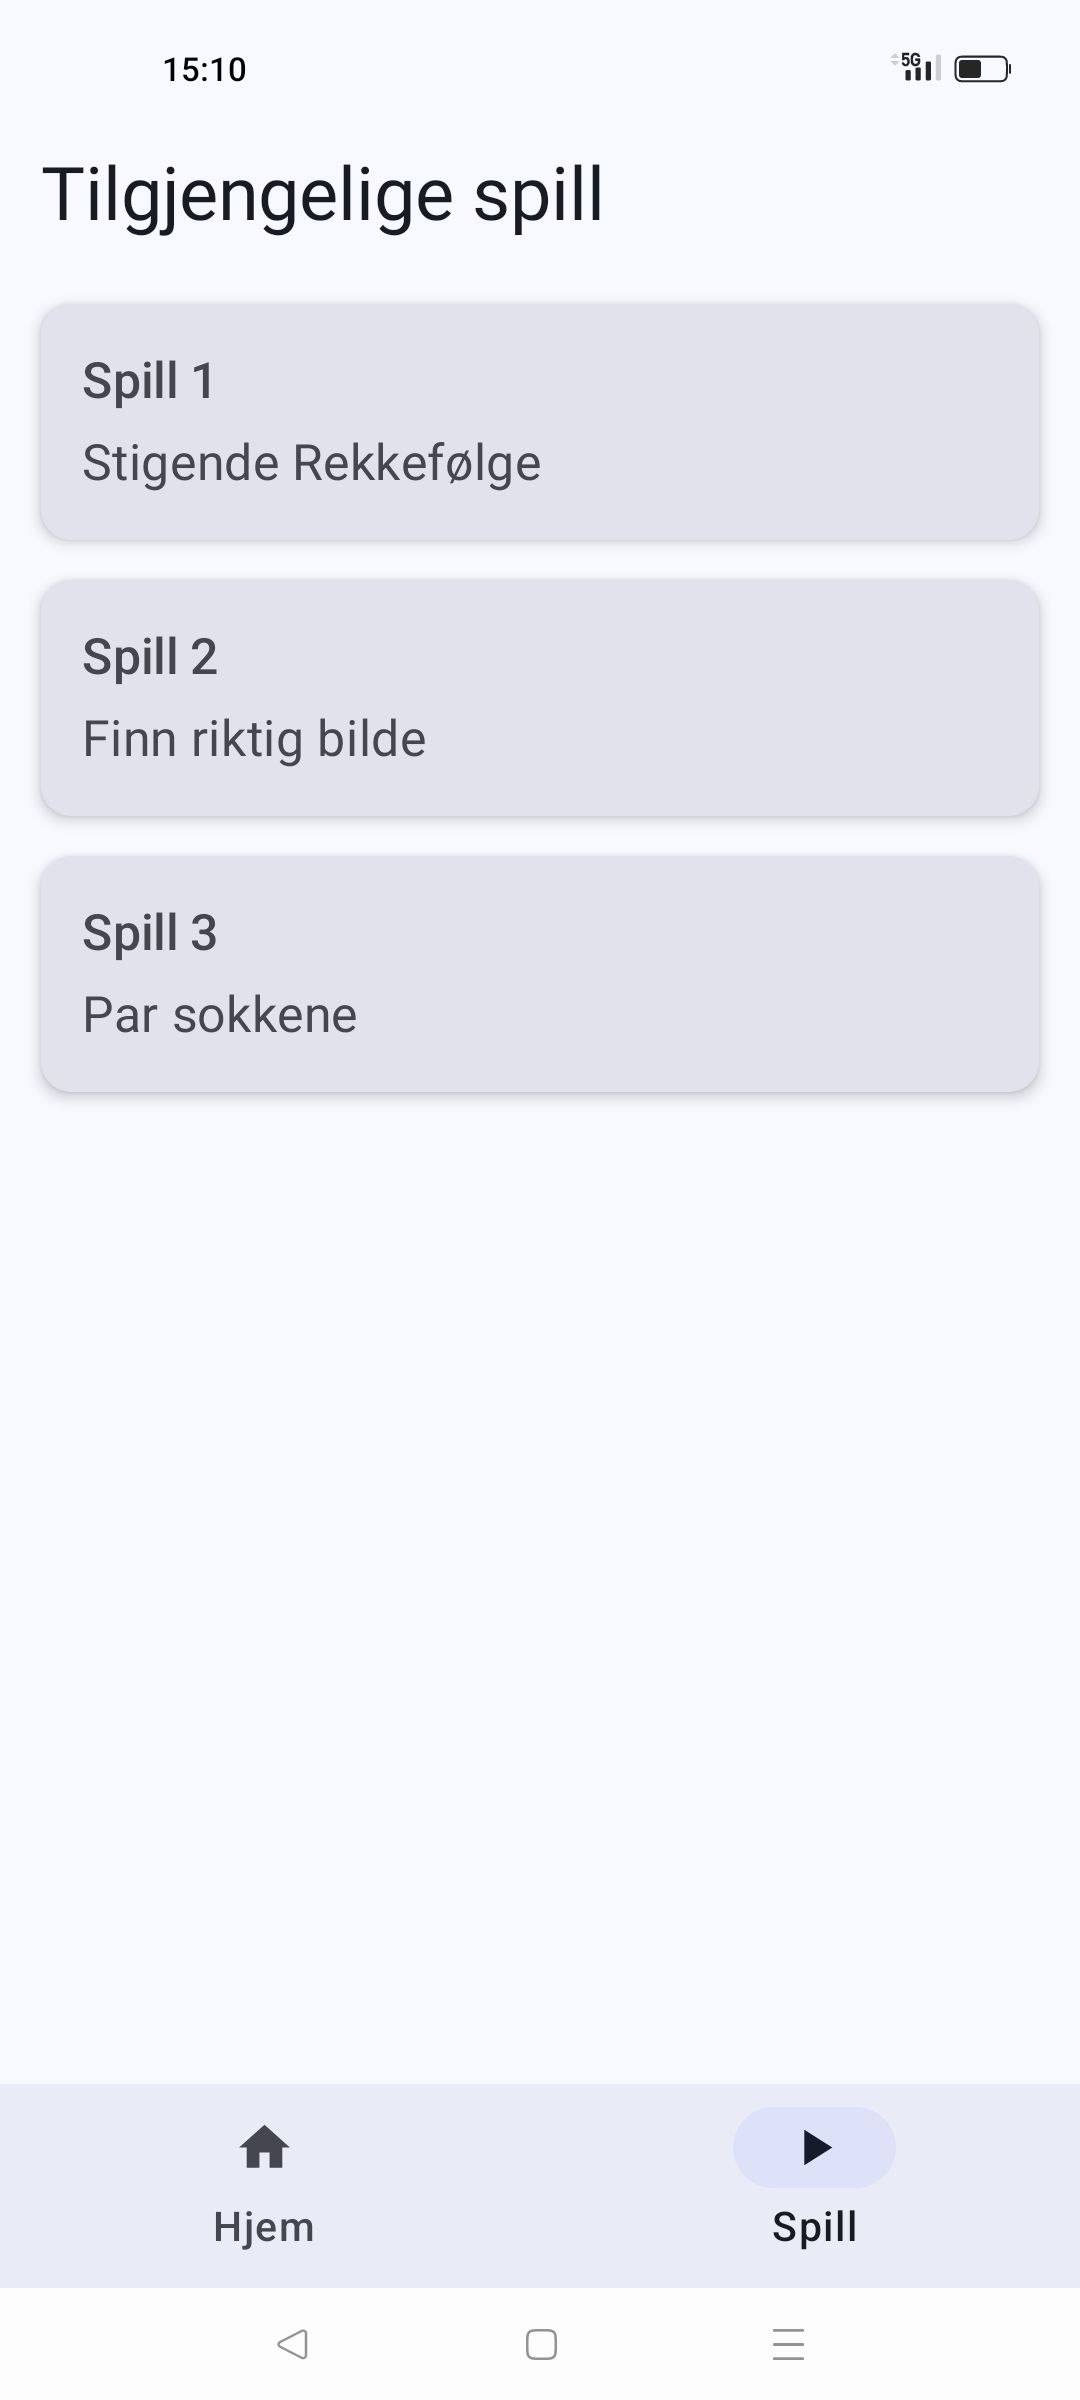 15:10
5G
Tilgjengelige spill
Spill 1
Stigende Rekkefølge
Spill 2
Finn riktig bilde
Spill 3
Par sokkene
Hjem
Spill